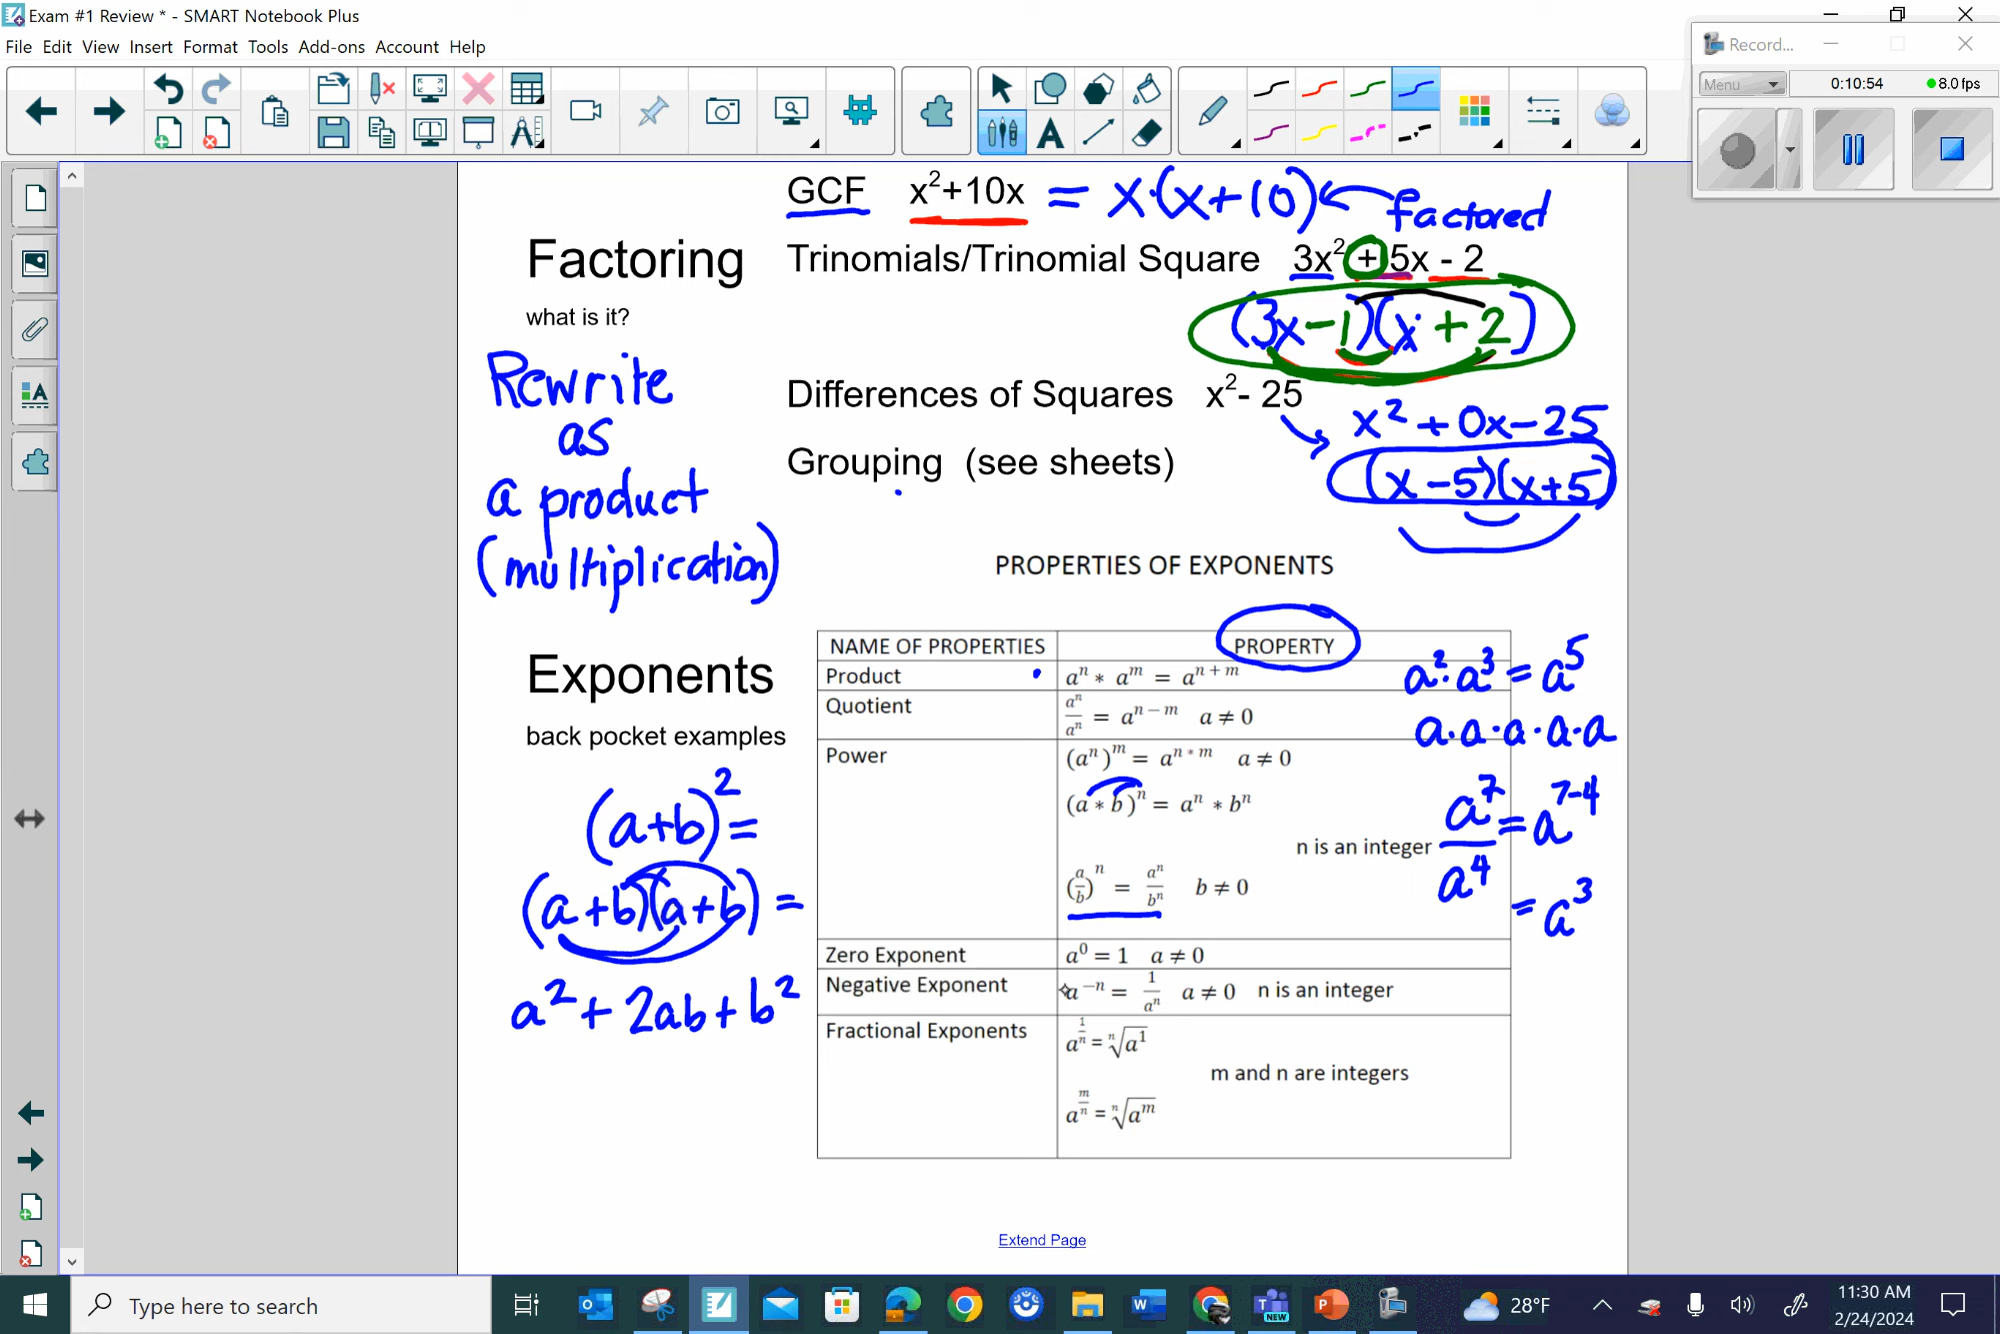 Exam #1 Review * - SMART Notebook Plus
File Edit View Insert Format Tools Add-ons Account Help
Record...
Menu 0:10:54 8.0 fps
GCF x²+10x = x·(x+10) factored
Factoring Trinomials/Trinomial Square 3x²+5x - 2
what is it? (3x-1)(x+2)
Rewrite
as
a product
(multiplication)
Differences of Squares x²- 25
x²+0x-25
Grouping (see sheets) (x-5)(x+5)
PROPERTIES OF EXPONENTS
Exponents
back pocket examples
(a+b)²=
(a+b)(a+b)=
a²+2ab+b²
NAME OF PROPERTIES PROPERTY
Product aⁿ * aᵐ = aⁿ⁺ᵐ
Quotient aⁿ/aⁿ = aⁿ⁻ᵐ a ≠ 0
Power (aⁿ)ᵐ = aⁿ*ᵐ a ≠ 0
(a * b)ⁿ = aⁿ * bⁿ
n is an integer
(a/b)ⁿ = aⁿ/bⁿ b ≠ 0
Zero Exponent a⁰ = 1 a ≠ 0
Negative Exponent a⁻ⁿ = 1/aⁿ a ≠ 0 n is an integer
Fractional Exponents a^(1/n) = ⁿ√a¹
m and n are integers
a^(m/n) = ⁿ√aᵐ
a²·a³=a⁵
a·a·a·a·a
a⁷/a⁴=a⁷⁻⁴
=a³
Extend Page
Type here to search
NEW
28°F
11:30 AM
2/24/2024